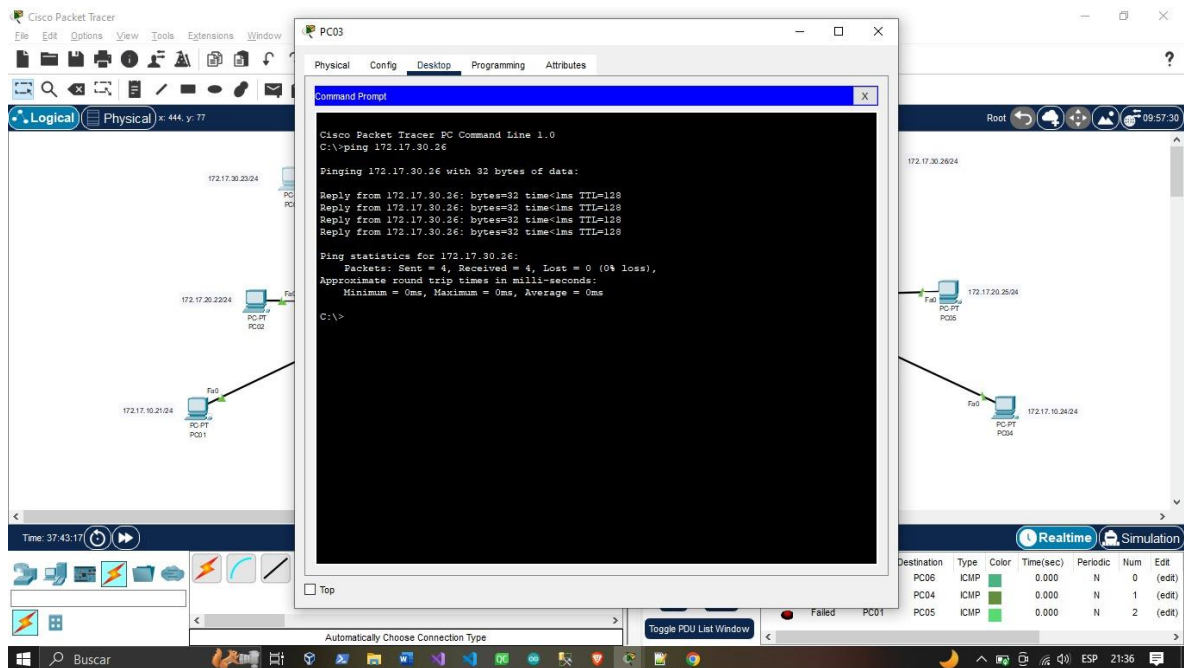 Cisco Packet Tracer
File Edit Options View Tools Extensions Window
?
Logical Physical x: 444, y: 77
Root 09:57:30
172.17.30.23/24
172.17.20.22/24
PC-PT
PC02
Fa0
172.17.10.21/24
PC-PT
PC01
PC03
Physical Config Desktop Programming Attributes
Command Prompt X
Cisco Packet Tracer PC Command Line 1.0
C:\>ping 172.17.30.26
Pinging 172.17.30.26 with 32 bytes of data:
Reply from 172.17.30.26: bytes=32 time<1ms TTL=128
Reply from 172.17.30.26: bytes=32 time<1ms TTL=128
Reply from 172.17.30.26: bytes=32 time<1ms TTL=128
Reply from 172.17.30.26: bytes=32 time<1ms TTL=128
Ping statistics for 172.17.30.26:
Packets: Sent = 4, Received = 4, Lost = 0 (0% loss),
Approximate round trip times in milli-seconds:
Minimum = 0ms, Maximum = 0ms, Average = 0ms
C:\>
Top
172.17.30.26/24
Fa0 172.17.20.25/24
PC-PT
PC05
Fa0 172.17.10.24/24
PC-PT
PC04
Time: 37:43:17
Realtime Simulation
Destination Type Color Time(sec) Periodic Num Edit
PC06 ICMP 0.000 N 0 (edit)
PC04 ICMP 0.000 N 1 (edit)
Failed PC01 PC05 ICMP 0.000 N 2 (edit)
Toggle PDU List Window
Automatically Choose Connection Type
Buscar
ESP 21:36